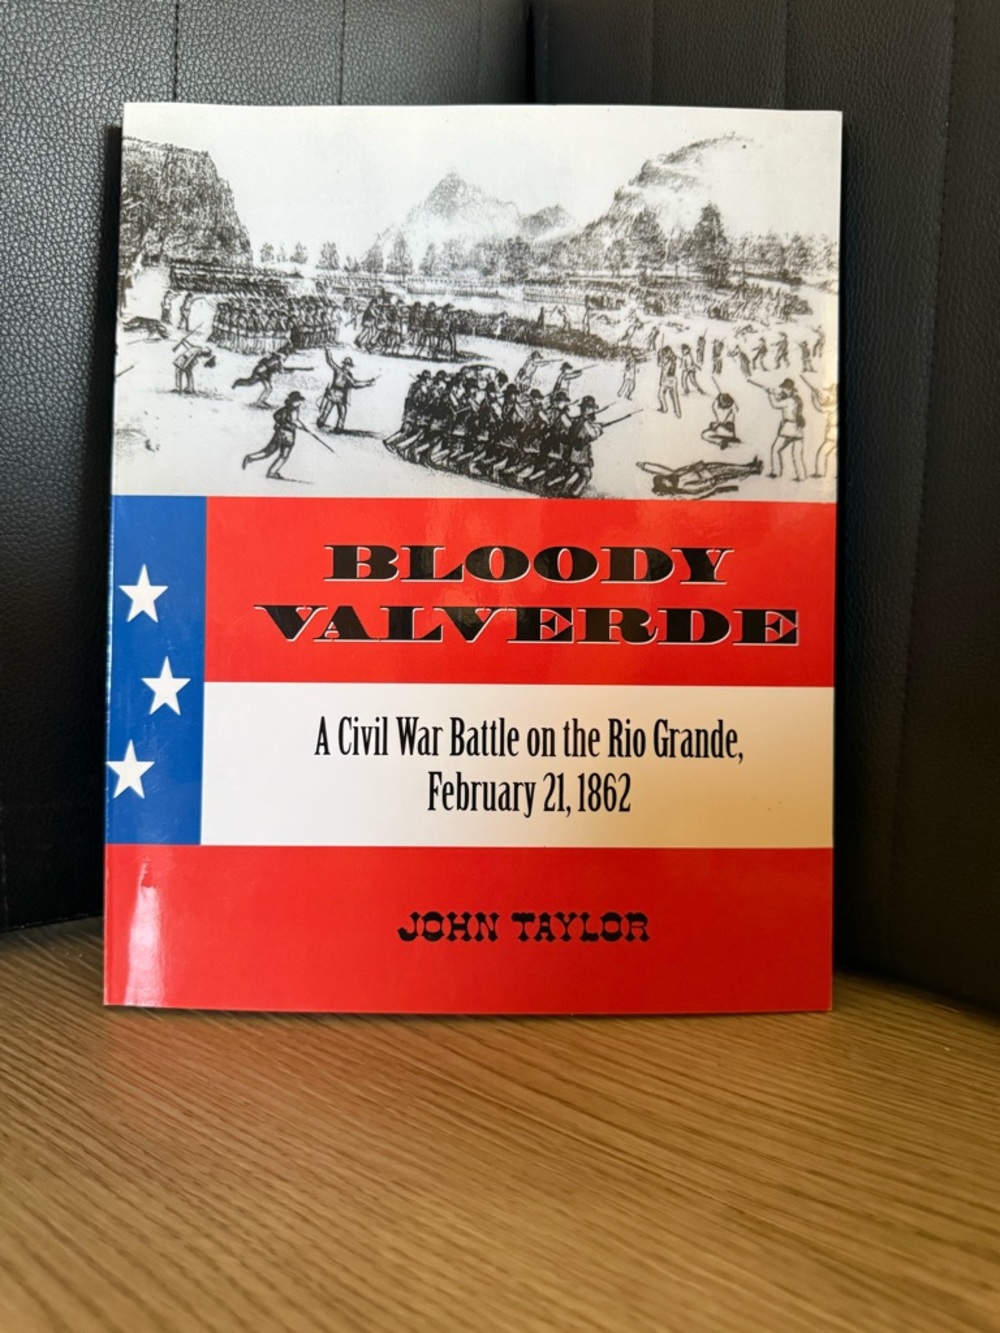 BLOODY
VALVERDE
A Civil War Battle on the Rio Grande,
February 21, 1862
JOHN TAYLOR